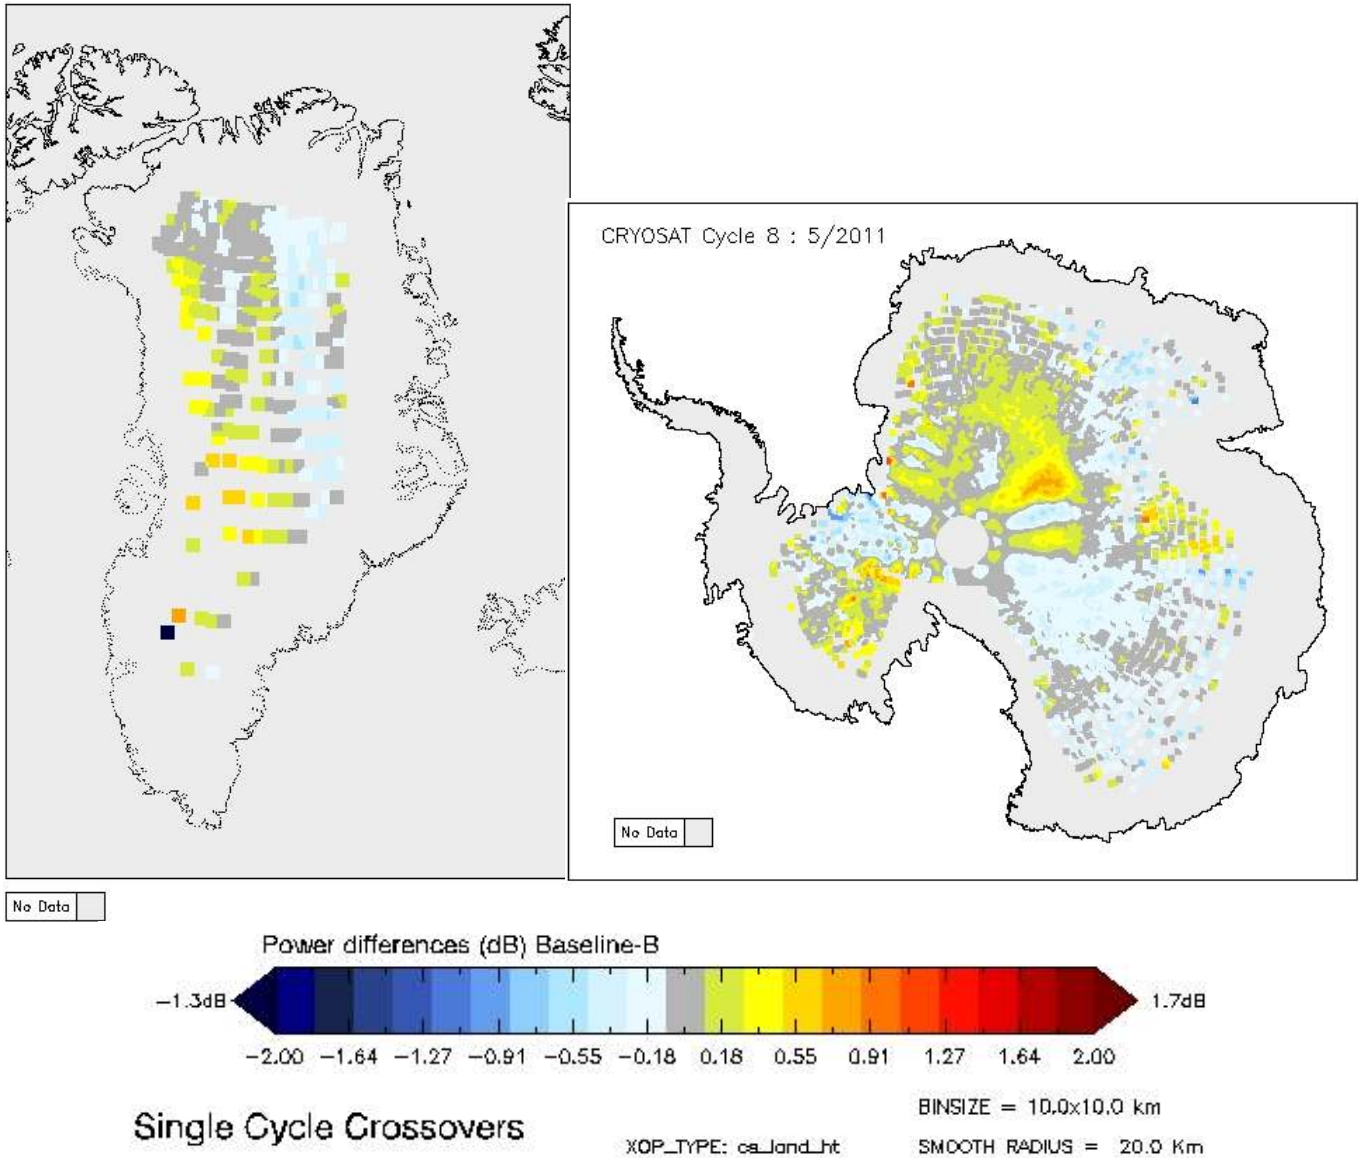 CRYOSAT Cycle 8 : 5/2011
No Data
No Data
Power differences (dB) Baseline-B
-1.3dB
1.7dB
-2.00 -1.64 -1.27 -0.91 -0.55 -0.18 0.18 0.55 0.91 1.27 1.64 2.00
BINSIZE = 10.0x10.0 km
Single Cycle Crossovers
XOP_TYPE: cs_land_ht
SMOOTH RADIUS = 20.0 Km